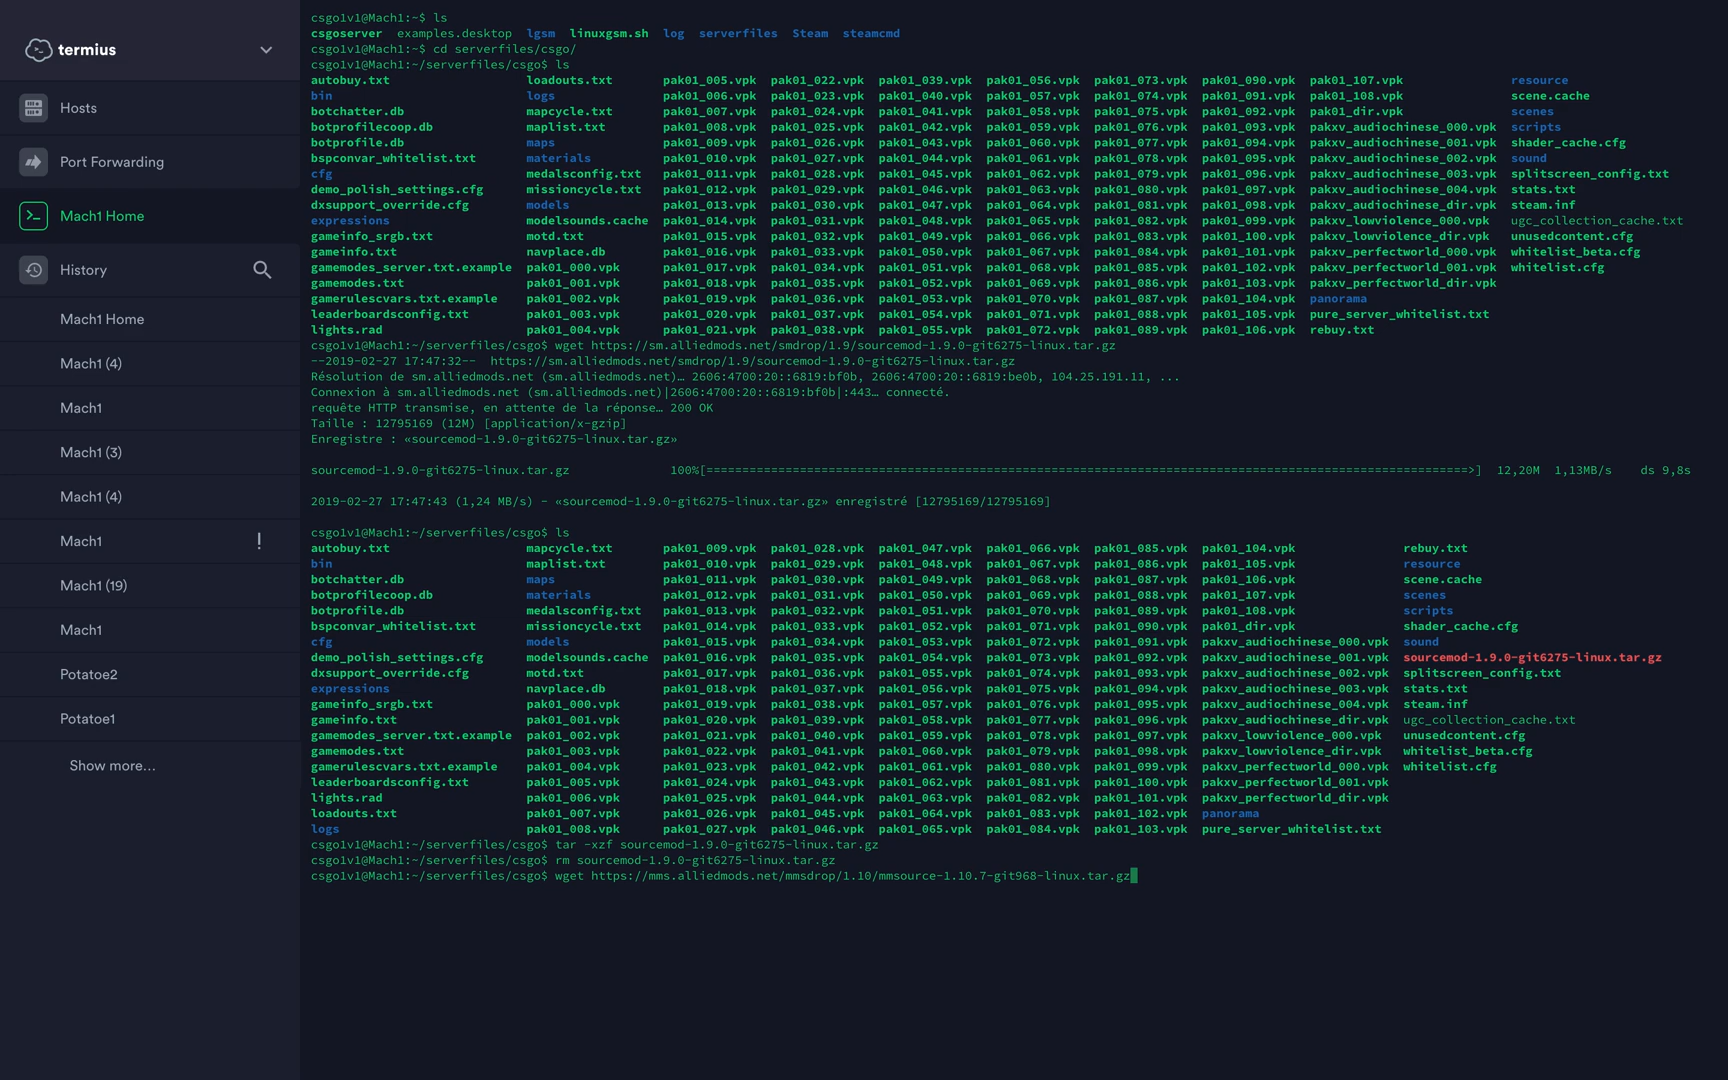 termius
Hosts
Port Forwarding
Mach1 Home
History
Mach1 Home
Mach1 (4)
Mach1
Mach1 (3)
Mach1 (4)
Mach1 !
Mach1 (19)
Mach1
Potatoe2
Potatoe1
Show more...
csgo1v1@Mach1:~$ ls
csgoserver examples.desktop lgsm linuxgsm.sh log serverfiles Steam steamcmd
csgo1v1@Mach1:~$ cd serverfiles/csgo/
csgo1v1@Mach1:~/serverfiles/csgo$ ls
autobuy.txt loadouts.txt pak01_005.vpk pak01_022.vpk pak01_039.vpk pak01_056.vpk pak01_073.vpk pak01_090.vpk pak01_107.vpk resource
bin logs pak01_006.vpk pak01_023.vpk pak01_040.vpk pak01_057.vpk pak01_074.vpk pak01_091.vpk pak01_108.vpk scene.cache
botchatter.db mapcycle.txt pak01_007.vpk pak01_024.vpk pak01_041.vpk pak01_058.vpk pak01_075.vpk pak01_092.vpk pak01_dir.vpk scenes
botprofilecoop.db maplist.txt pak01_008.vpk pak01_025.vpk pak01_042.vpk pak01_059.vpk pak01_076.vpk pak01_093.vpk pakxv_audiochinese_000.vpk scripts
botprofile.db maps pak01_009.vpk pak01_026.vpk pak01_043.vpk pak01_060.vpk pak01_077.vpk pak01_094.vpk pakxv_audiochinese_001.vpk shader_cache.cfg
bspconvar_whitelist.txt materials pak01_010.vpk pak01_027.vpk pak01_044.vpk pak01_061.vpk pak01_078.vpk pak01_095.vpk pakxv_audiochinese_002.vpk sound
cfg medalsconfig.txt pak01_011.vpk pak01_028.vpk pak01_045.vpk pak01_062.vpk pak01_079.vpk pak01_096.vpk pakxv_audiochinese_003.vpk splitscreen_config.txt
demo_polish_settings.cfg missioncycle.txt pak01_012.vpk pak01_029.vpk pak01_046.vpk pak01_063.vpk pak01_080.vpk pak01_097.vpk pakxv_audiochinese_004.vpk stats.txt
dxsupport_override.cfg models pak01_013.vpk pak01_030.vpk pak01_047.vpk pak01_064.vpk pak01_081.vpk pak01_098.vpk pakxv_audiochinese_dir.vpk steam.inf
expressions modelsounds.cache pak01_014.vpk pak01_031.vpk pak01_048.vpk pak01_065.vpk pak01_082.vpk pak01_099.vpk pakxv_lowviolence_000.vpk ugc_collection_cache.txt
gameinfo_srgb.txt motd.txt pak01_015.vpk pak01_032.vpk pak01_049.vpk pak01_066.vpk pak01_083.vpk pak01_100.vpk pakxv_lowviolence_dir.vpk unusedcontent.cfg
gameinfo.txt navplace.db pak01_016.vpk pak01_033.vpk pak01_050.vpk pak01_067.vpk pak01_084.vpk pak01_101.vpk pakxv_perfectworld_000.vpk whitelist_beta.cfg
gamemodes_server.txt.example pak01_000.vpk pak01_017.vpk pak01_034.vpk pak01_051.vpk pak01_068.vpk pak01_085.vpk pak01_102.vpk pakxv_perfectworld_001.vpk whitelist.cfg
gamemodes.txt pak01_001.vpk pak01_018.vpk pak01_035.vpk pak01_052.vpk pak01_069.vpk pak01_086.vpk pak01_103.vpk pakxv_perfectworld_dir.vpk
gamerulescvars.txt.example pak01_002.vpk pak01_019.vpk pak01_036.vpk pak01_053.vpk pak01_070.vpk pak01_087.vpk pak01_104.vpk panorama
leaderboardsconfig.txt pak01_003.vpk pak01_020.vpk pak01_037.vpk pak01_054.vpk pak01_071.vpk pak01_088.vpk pak01_105.vpk pure_server_whitelist.txt
lights.rad pak01_004.vpk pak01_021.vpk pak01_038.vpk pak01_055.vpk pak01_072.vpk pak01_089.vpk pak01_106.vpk rebuy.txt
csgo1v1@Mach1:~/serverfiles/csgo$ wget https://sm.alliedmods.net/smdrop/1.9/sourcemod-1.9.0-git6275-linux.tar.gz
--2019-02-27 17:47:32-- https://sm.alliedmods.net/smdrop/1.9/sourcemod-1.9.0-git6275-linux.tar.gz
Résolution de sm.alliedmods.net (sm.alliedmods.net)… 2606:4700:20::6819:bf0b, 2606:4700:20::6819:be0b, 104.25.191.11, ...
Connexion à sm.alliedmods.net (sm.alliedmods.net)|2606:4700:20::6819:bf0b|:443… connecté.
requête HTTP transmise, en attente de la réponse… 200 OK
Taille : 12795169 (12M) [application/x-gzip]
Enregistre : «sourcemod-1.9.0-git6275-linux.tar.gz»
sourcemod-1.9.0-git6275-linux.tar.gz 100%[==========================================================================================================>] 12,20M 1,13MB/s ds 9,8s
2019-02-27 17:47:43 (1,24 MB/s) - «sourcemod-1.9.0-git6275-linux.tar.gz» enregistré [12795169/12795169]
csgo1v1@Mach1:~/serverfiles/csgo$ ls
autobuy.txt mapcycle.txt pak01_009.vpk pak01_028.vpk pak01_047.vpk pak01_066.vpk pak01_085.vpk pak01_104.vpk rebuy.txt
bin maplist.txt pak01_010.vpk pak01_029.vpk pak01_048.vpk pak01_067.vpk pak01_086.vpk pak01_105.vpk resource
botchatter.db maps pak01_011.vpk pak01_030.vpk pak01_049.vpk pak01_068.vpk pak01_087.vpk pak01_106.vpk scene.cache
botprofilecoop.db materials pak01_012.vpk pak01_031.vpk pak01_050.vpk pak01_069.vpk pak01_088.vpk pak01_107.vpk scenes
botprofile.db medalsconfig.txt pak01_013.vpk pak01_032.vpk pak01_051.vpk pak01_070.vpk pak01_089.vpk pak01_108.vpk scripts
bspconvar_whitelist.txt missioncycle.txt pak01_014.vpk pak01_033.vpk pak01_052.vpk pak01_071.vpk pak01_090.vpk pak01_dir.vpk shader_cache.cfg
cfg models pak01_015.vpk pak01_034.vpk pak01_053.vpk pak01_072.vpk pak01_091.vpk pakxv_audiochinese_000.vpk sound
demo_polish_settings.cfg modelsounds.cache pak01_016.vpk pak01_035.vpk pak01_054.vpk pak01_073.vpk pak01_092.vpk pakxv_audiochinese_001.vpk sourcemod-1.9.0-git6275-linux.tar.gz
dxsupport_override.cfg motd.txt pak01_017.vpk pak01_036.vpk pak01_055.vpk pak01_074.vpk pak01_093.vpk pakxv_audiochinese_002.vpk splitscreen_config.txt
expressions navplace.db pak01_018.vpk pak01_037.vpk pak01_056.vpk pak01_075.vpk pak01_094.vpk pakxv_audiochinese_003.vpk stats.txt
gameinfo_srgb.txt pak01_000.vpk pak01_019.vpk pak01_038.vpk pak01_057.vpk pak01_076.vpk pak01_095.vpk pakxv_audiochinese_004.vpk steam.inf
gameinfo.txt pak01_001.vpk pak01_020.vpk pak01_039.vpk pak01_058.vpk pak01_077.vpk pak01_096.vpk pakxv_audiochinese_dir.vpk ugc_collection_cache.txt
gamemodes_server.txt.example pak01_002.vpk pak01_021.vpk pak01_040.vpk pak01_059.vpk pak01_078.vpk pak01_097.vpk pakxv_lowviolence_000.vpk unusedcontent.cfg
gamemodes.txt pak01_003.vpk pak01_022.vpk pak01_041.vpk pak01_060.vpk pak01_079.vpk pak01_098.vpk pakxv_lowviolence_dir.vpk whitelist_beta.cfg
gamerulescvars.txt.example pak01_004.vpk pak01_023.vpk pak01_042.vpk pak01_061.vpk pak01_080.vpk pak01_099.vpk pakxv_perfectworld_000.vpk whitelist.cfg
leaderboardsconfig.txt pak01_005.vpk pak01_024.vpk pak01_043.vpk pak01_062.vpk pak01_081.vpk pak01_100.vpk pakxv_perfectworld_001.vpk
lights.rad pak01_006.vpk pak01_025.vpk pak01_044.vpk pak01_063.vpk pak01_082.vpk pak01_101.vpk pakxv_perfectworld_dir.vpk
loadouts.txt pak01_007.vpk pak01_026.vpk pak01_045.vpk pak01_064.vpk pak01_083.vpk pak01_102.vpk panorama
logs pak01_008.vpk pak01_027.vpk pak01_046.vpk pak01_065.vpk pak01_084.vpk pak01_103.vpk pure_server_whitelist.txt
csgo1v1@Mach1:~/serverfiles/csgo$ tar -xzf sourcemod-1.9.0-git6275-linux.tar.gz
csgo1v1@Mach1:~/serverfiles/csgo$ rm sourcemod-1.9.0-git6275-linux.tar.gz
csgo1v1@Mach1:~/serverfiles/csgo$ wget https://mms.alliedmods.net/mmsdrop/1.10/mmsource-1.10.7-git968-linux.tar.gz